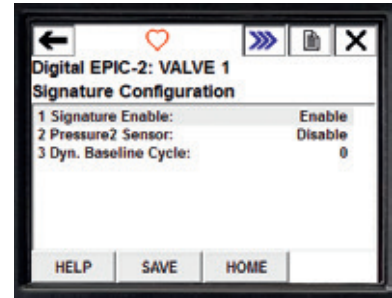 Digital EPIC-2: VALVE 1
Signature Configuration
1 Signature Enable: Enable
2 Pressure2 Sensor: Disable
3 Dyn. Baseline Cycle: 0
HELP SAVE HOME